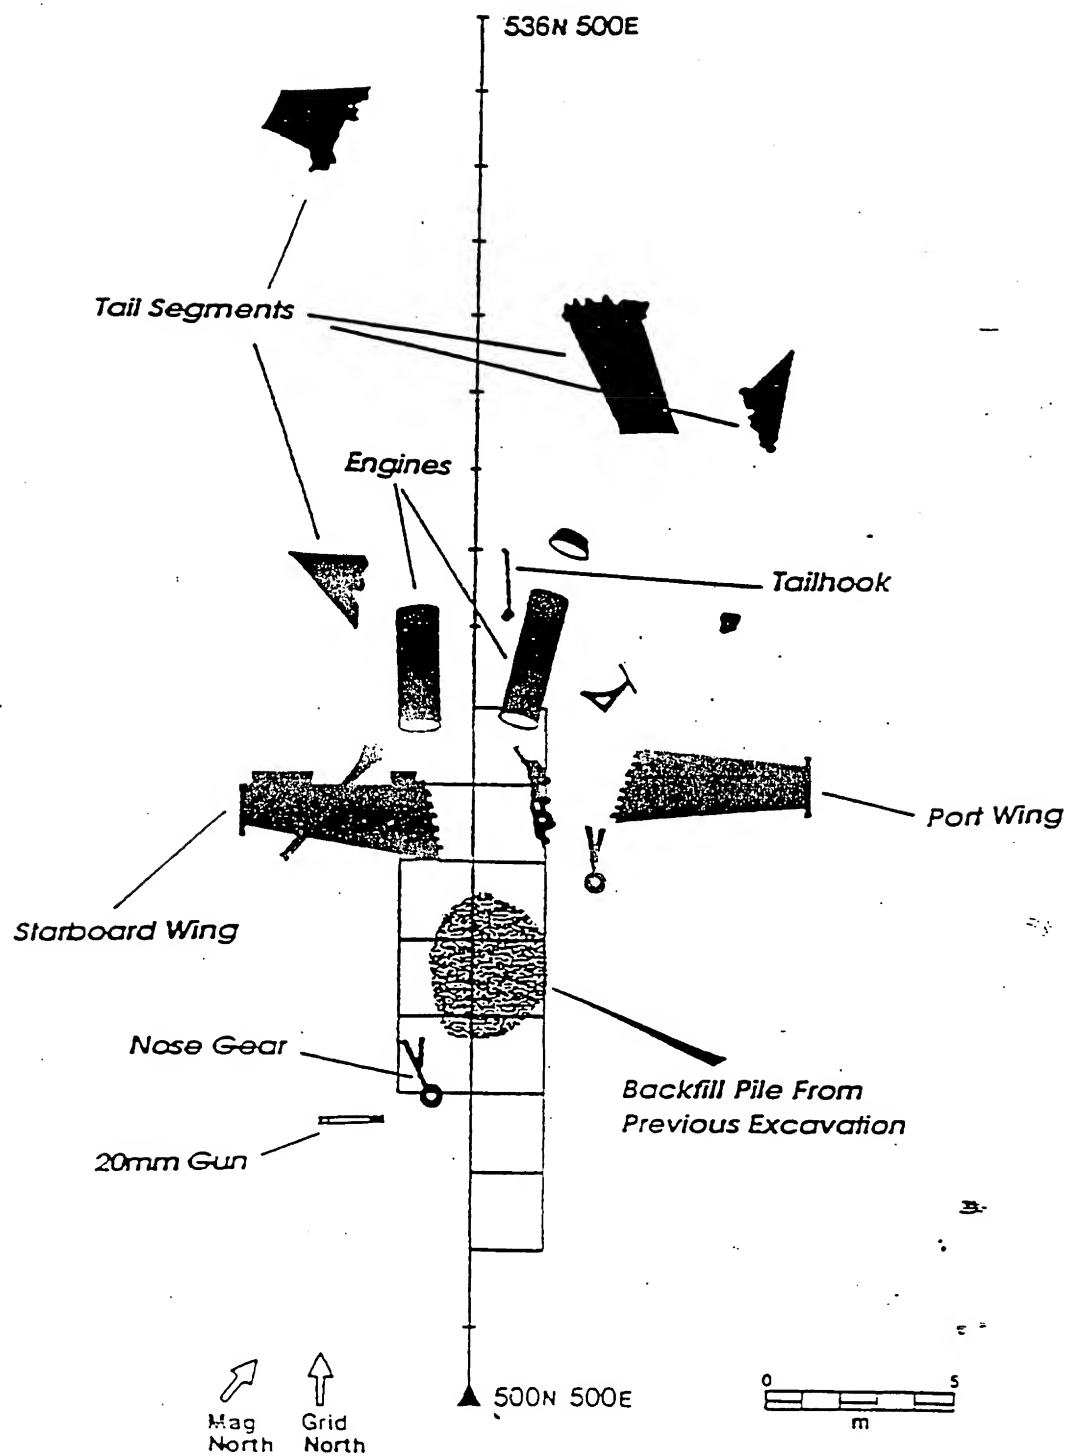 536N 500E
Tail Segments
Engines
Tailhook
Port Wing
Starboard Wing
Nose Gear
Backfill Pile From
Previous Excavation
20mm Gun
500N 500E
0 5
m
Mag
North
Grid
North